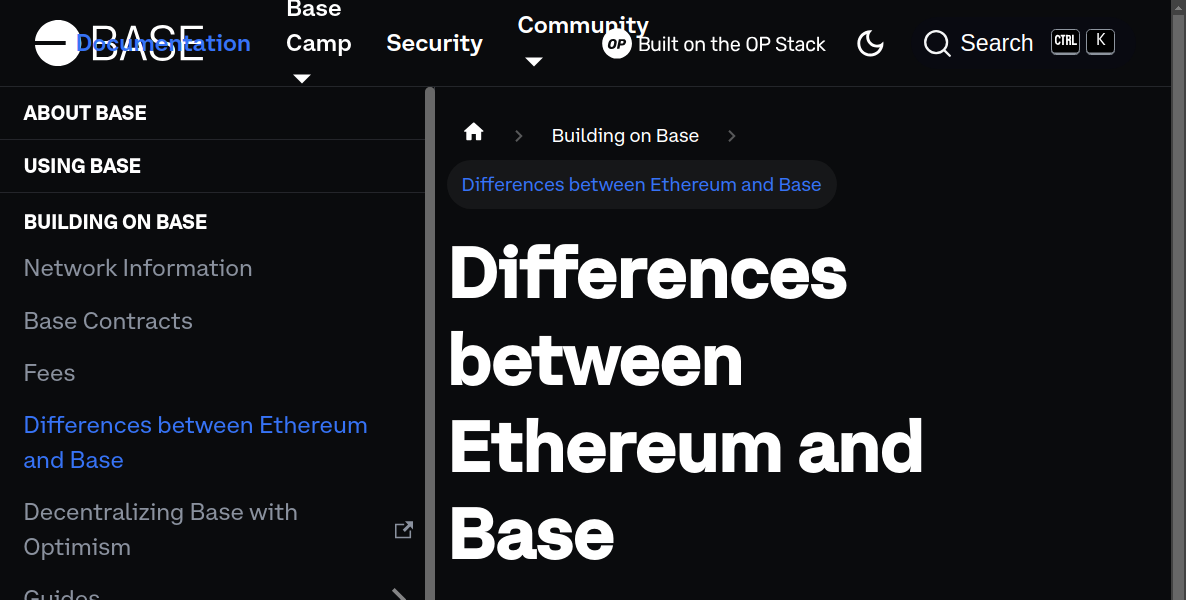 Base
Community
BASE
Documentation
Camp
Security
OP
Built on the OP Stack
Search
CTRL
K
ABOUT BASE
USING BASE
BUILDING ON BASE
Network Information
Base Contracts
Fees
Differences between Ethereum
and Base
Decentralizing Base with
Optimism
Guides
Building on Base
Differences between Ethereum and Base
Differences
between
Ethereum and
Base